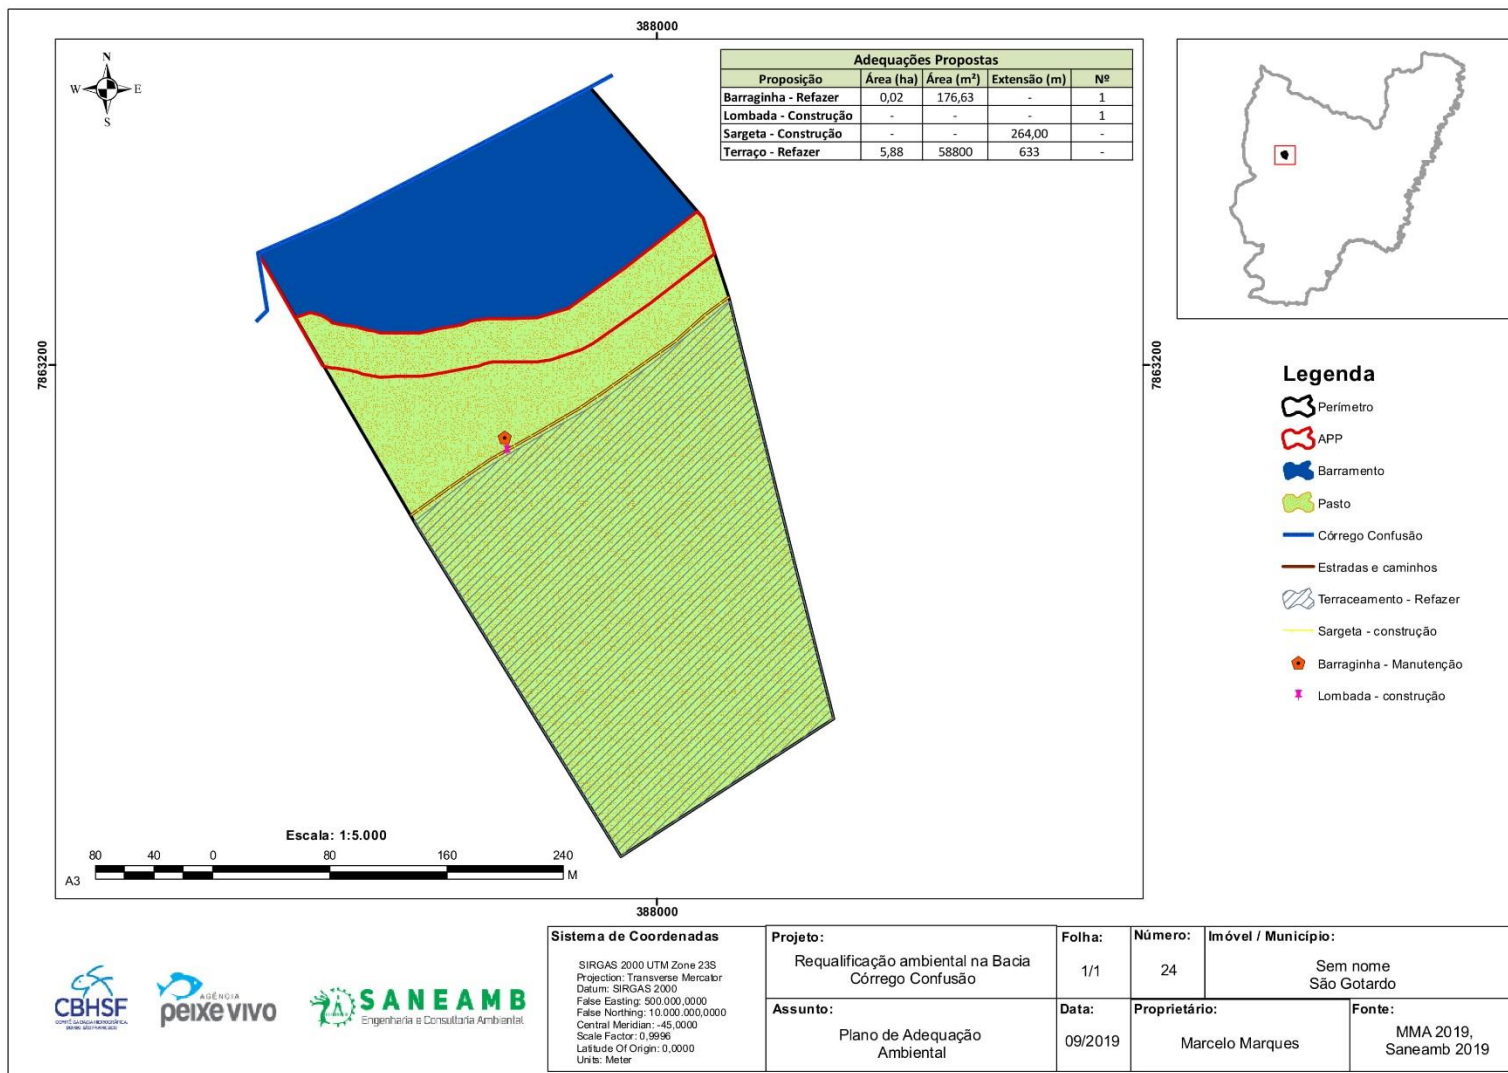 388000
N
W E
S
Adequações Propostas
Proposição Área (ha) Área (m²) Extensão (m) Nº
Barraginha - Refazer 0,02 176,63 - 1
Lombada - Construção - - - 1
Sargeta - Construção - - 264,00 -
Terraço - Refazer 5,88 58800 633 -
7863200
7863200
Legenda
Perímetro
APP
Barramento
Pasto
Córrego Confusão
Estradas e caminhos
Terraceamento - Refazer
Sargeta - construção
Barraginha - Manutenção
Lombada - construção
Escala: 1:5.000
80 40 0 80 160 240
M
A3
388000
CBHSF
AGÊNCIA
peixe vivo
SANEAMB
Engenharia e Consultoria Ambiental
Sistema de Coordenadas
SIRGAS 2000 UTM Zone 23S
Projection: Transverse Mercator
Datum: SIRGAS 2000
False Easting: 500.000,0000
False Northing: 10.000.000,0000
Central Meridian: -45,0000
Scale Factor: 0,9996
Latitude Of Origin: 0,0000
Units: Meter
Projeto:
Requalificação ambiental na Bacia
Córrego Confusão
Assunto:
Plano de Adequação
Ambiental
Folha:
1/1
Número:
24
Imóvel / Município:
Sem nome
São Gotardo
Data:
09/2019
Proprietário:
Marcelo Marques
Fonte:
MMA 2019,
Saneamb 2019